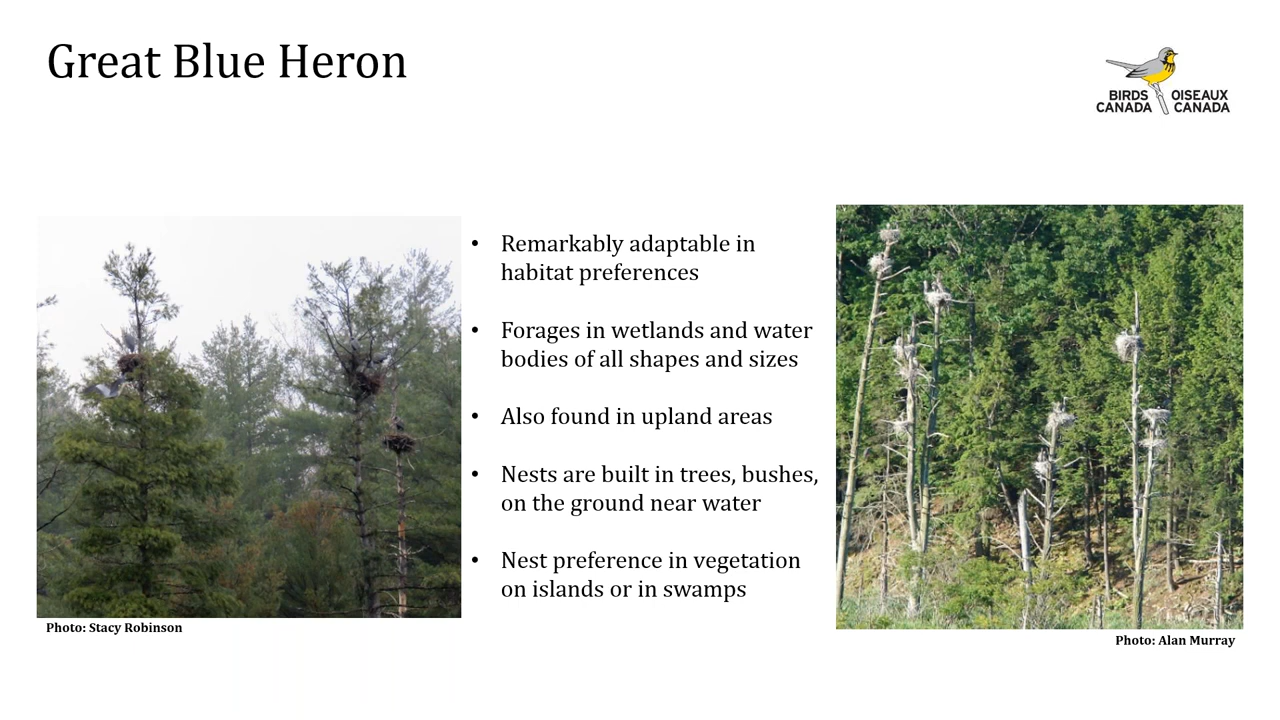 Great Blue Heron
BIRDS CANADA
OISEAUX CANADA
• Remarkably adaptable in
habitat preferences
• Forages in wetlands and water
bodies of all shapes and sizes
• Also found in upland areas
• Nests are built in trees, bushes,
on the ground near water
• Nest preference in vegetation
on islands or in swamps
Photo: Stacy Robinson
Photo: Alan Murray